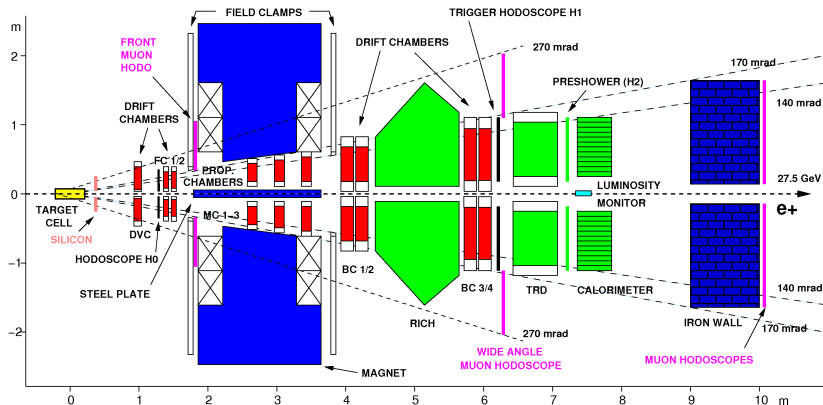 m
FIELD CLAMPS
TRIGGER HODOSCOPE H1
FRONT
MUON
HODO
DRIFT CHAMBERS
270 mrad
170 mrad
2
PRESHOWER (H2)
DRIFT
CHAMBERS
140 mrad
1
FC 1/2
PROP.
CHAMBERS
27.5 GeV
LUMINOSITY
MONITOR
0
e+
TARGET
CELL
SILICON
DVC
MC 1-3
HODOSCOPE H0
STEEL PLATE
BC 1/2
BC 3/4
TRD
CALORIMETER
−1
140 mrad
170 mrad
RICH
IRON WALL
−2
270 mrad
WIDE ANGLE
MUON HODOSCOPE
MUON HODOSCOPES
MAGNET
0 1 2 3 4 5 6 7 8 9 10 m